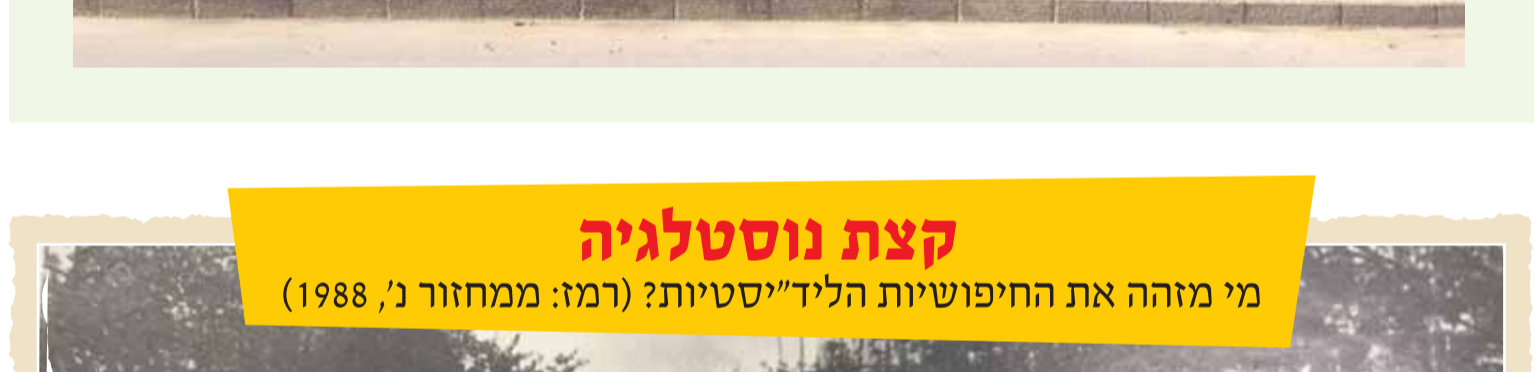 קצת נוסטלגיה
מי מזהה את החיפושיות הליד״יסטיות? (רמז: ממחזור נ׳, 1988)